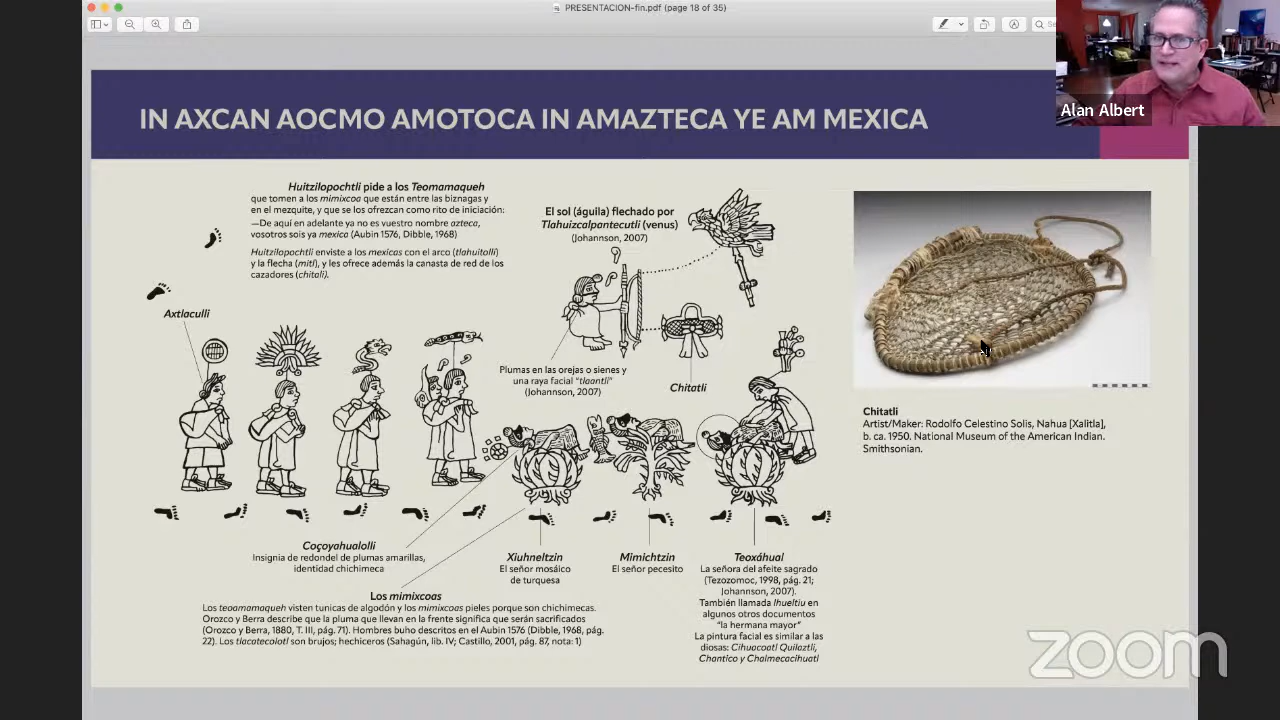 PRESENTACION-fin.pdf (page 18 of 35)
Alan Albert
IN AXCAN AOCMO AMOTOCA IN AMAZTECA YE AM MEXICA
Huitzilopochtli pide a los Teomamaqueh
que tomen a los mimixcoa que están entre las biznagas y
en el mezquite, y que se los ofrezcan como rito de iniciación:
—De aquí en adelante ya no es vuestro nombre azteca,
vosotros sois ya mexica (Aubin 1576, Dibble, 1968)
Huitzilopochtli enviste a los mexicas con el arco (tlahuitolli)
y la flecha (mitl), y les ofrece además la canasta de red de los
cazadores (chitali).
El sol (águila) flechado por
Tlahuizcalpantecutli (venus)
(Johannson, 2007)
Axtlaculli
Plumas en las orejas o sienes y
una raya facial “tlaantli”
(Johannson, 2007)
Chitatli
Chitatli
Artist/Maker: Rodolfo Celestino Solis, Nahua [Xalitla],
b. ca. 1950. National Museum of the American Indian.
Smithsonian.
Coçoyahualolli
Insignia de redondel de plumas amarillas,
identidad chichimeca
Xiuhneltzin
El señor mosáico
de turquesa
Mimichtzin
El señor pececito
Teoxáhual
La señora del afeite sagrado
(Tezozomoc, 1998, pág. 21;
Johannson, 2007).
También llamada Ihueltiu en
algunos otros documentos
“la hermana mayor”
La pintura facial es similar a las
diosas: Cihuacoatl Quilaztli,
Chantico y Chalmecacihuatl
Los mimixcoas
Los teoamamaqueh visten tunicas de algodón y los mimixcoas pieles porque son chichimecas.
Orozco y Berra describe que la pluma que llevan en la frente significa que serán sacrificados
(Orozco y Berra, 1880, T. III, pág. 71). Hombres buho descritos en el Aubin 1576 (Dibble, 1968, pág.
22). Los tlacatecolotl son brujos; hechiceros (Sahagún, lib. IV; Castillo, 2001, pág. 87, nota: 1)
zoom